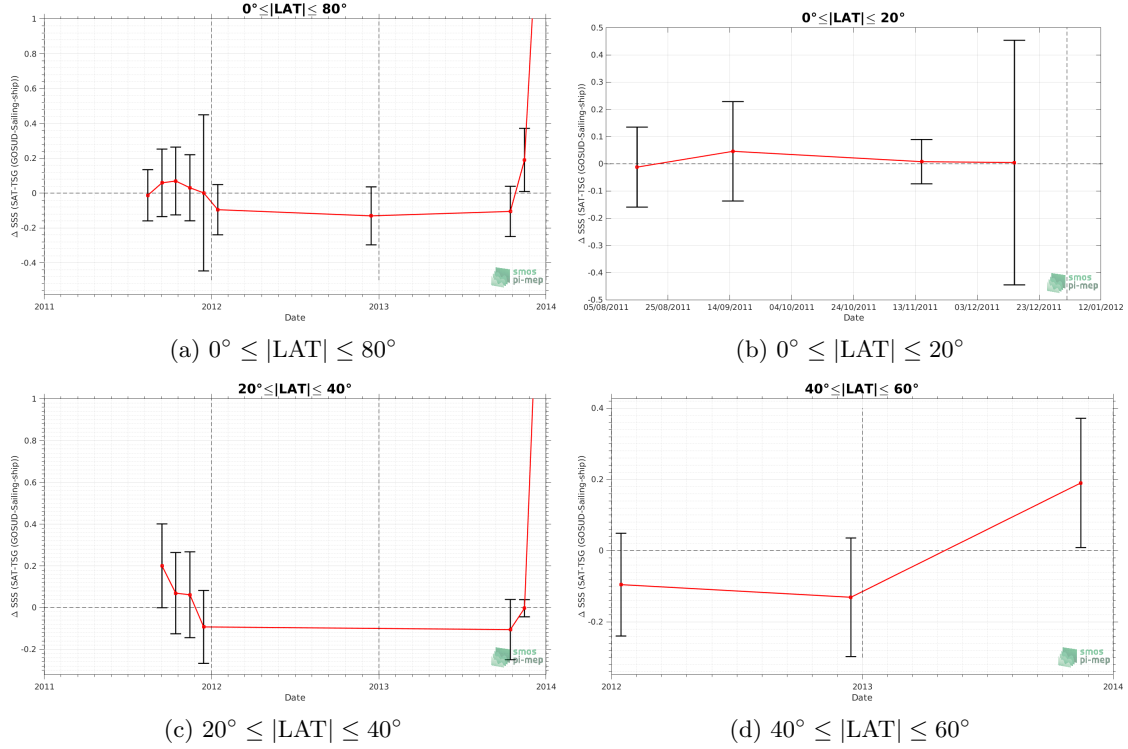 0°≤|LAT|≤ 80°
1
0.8
0.6
0.4
0.2
0
-0.2
-0.4
Δ SSS (SAT-TSG (GOSUD-Sailing-ship))
smos
pi-mep
2011 2012 2013 2014
Date
(a) 0° ≤ |LAT| ≤ 80°
0°≤|LAT|≤ 20°
0.5
0.4
0.3
0.2
0.1
0
-0.1
-0.2
-0.3
-0.4
-0.5
Δ SSS (SAT-TSG (GOSUD-Sailing-ship))
smos
pi-mep
05/08/2011 25/08/2011 14/09/2011 04/10/2011 24/10/2011 13/11/2011 03/12/2011 23/12/2011 12/01/2012
Date
(b) 0° ≤ |LAT| ≤ 20°
20°≤|LAT|≤ 40°
1
0.8
0.6
0.4
0.2
0
-0.2
Δ SSS (SAT-TSG (GOSUD-Sailing-ship))
smos
pi-mep
2011 2012 2013 2014
Date
(c) 20° ≤ |LAT| ≤ 40°
40°≤|LAT|≤ 60°
0.4
0.2
0
-0.2
Δ SSS (SAT-TSG (GOSUD-Sailing-ship))
smos
pi-mep
2012 2013 2014
Date
(d) 40° ≤ |LAT| ≤ 60°